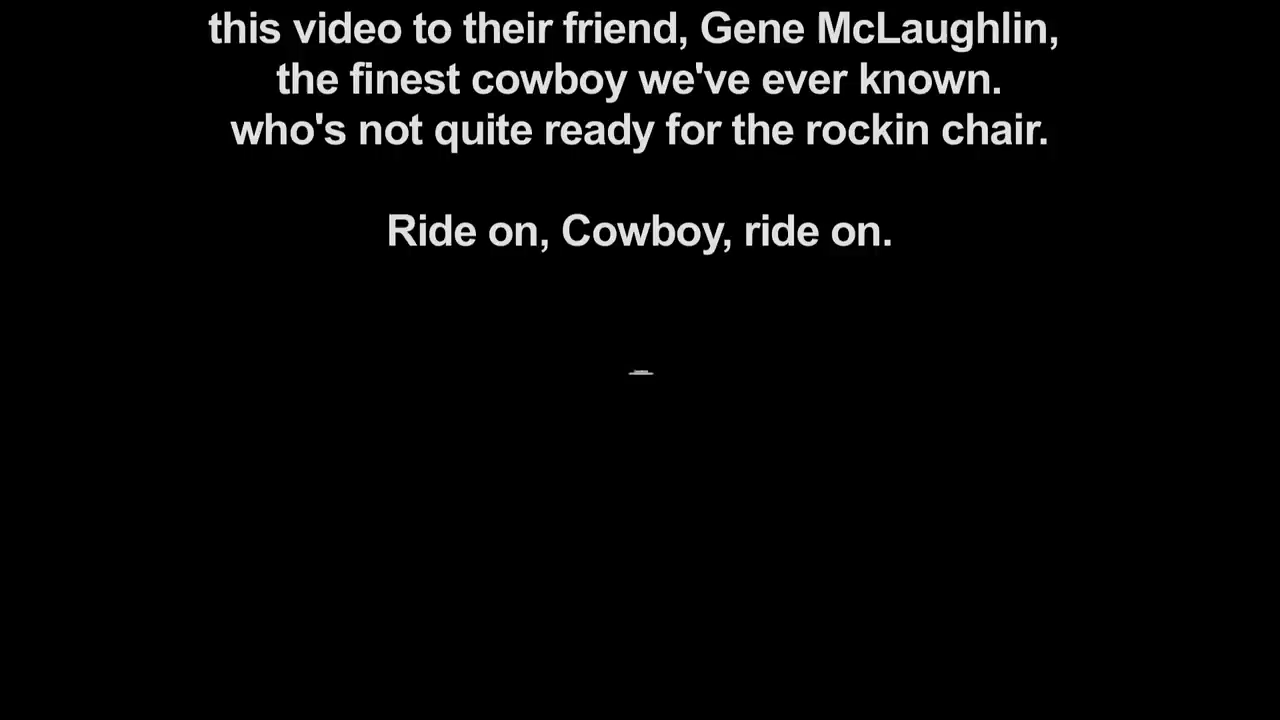 this video to their friend, Gene McLaughlin,
the finest cowboy we've ever known.
who's not quite ready for the rockin chair.
Ride on, Cowboy, ride on.